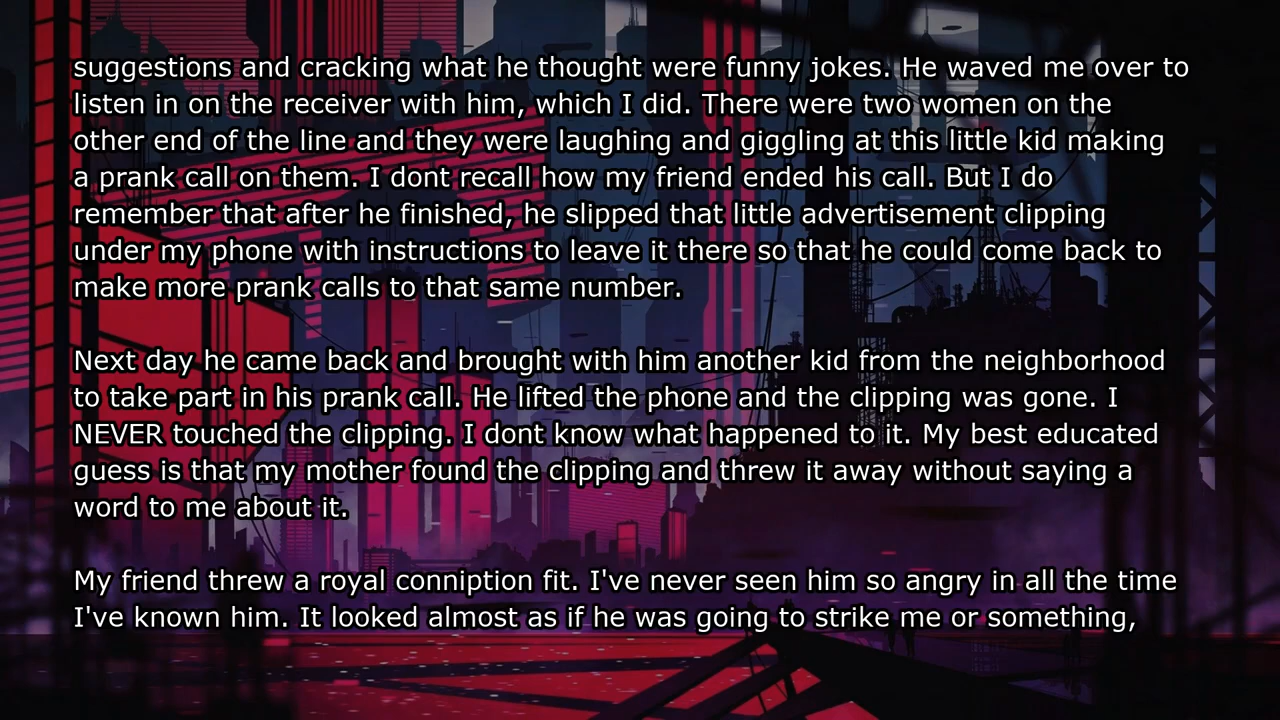 suggestions and cracking what he thought were funny jokes. He waved me over to
listen in on the receiver with him, which I did. There were two women on the
other end of the line and they were laughing and giggling at this little kid making
a prank call on them. I dont recall how my friend ended his call. But I do
remember that after he finished, he slipped that little advertisement clipping
under my phone with instructions to leave it there so that he could come back to
make more prank calls to that same number.
Next day he came back and brought with him another kid from the neighborhood
to take part in his prank call. He lifted the phone and the clipping was gone. I
NEVER touched the clipping. I dont know what happened to it. My best educated
guess is that my mother found the clipping and threw it away without saying a
word to me about it.
My friend threw a royal conniption fit. I've never seen him so angry in all the time
I've known him. It looked almost as if he was going to strike me or something,